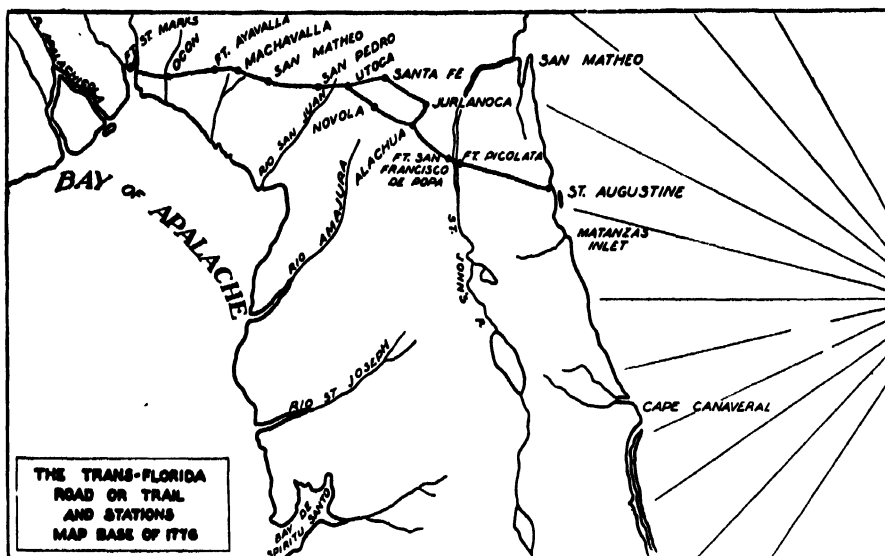 R. APALACHICOLA
FT. ST. MARKS
OCON
FT. AYAVALLA
MACHAVALLA
SAN MATHEO
SAN PEDRO
UTOCA
SANTA FÉ
JURLANOCA
SAN MATHEO
RIO SAN JUAN
NOVOLA
ALACHUA
FT. SAN
FRANCISCO
DE POPA
FT. PICOLATA
ST. AUGUSTINE
MATANZAS
INLET
BAY OF APALACHE
RIO AMAJURA
ST. JOHN'S R.
RIO ST JOSEPH
CAPE CANAVERAL
BAY DE
SPIRITU SANTO
THE TRANS-FLORIDA
ROAD OR TRAIL
AND STATIONS
MAP BASE OF 1776